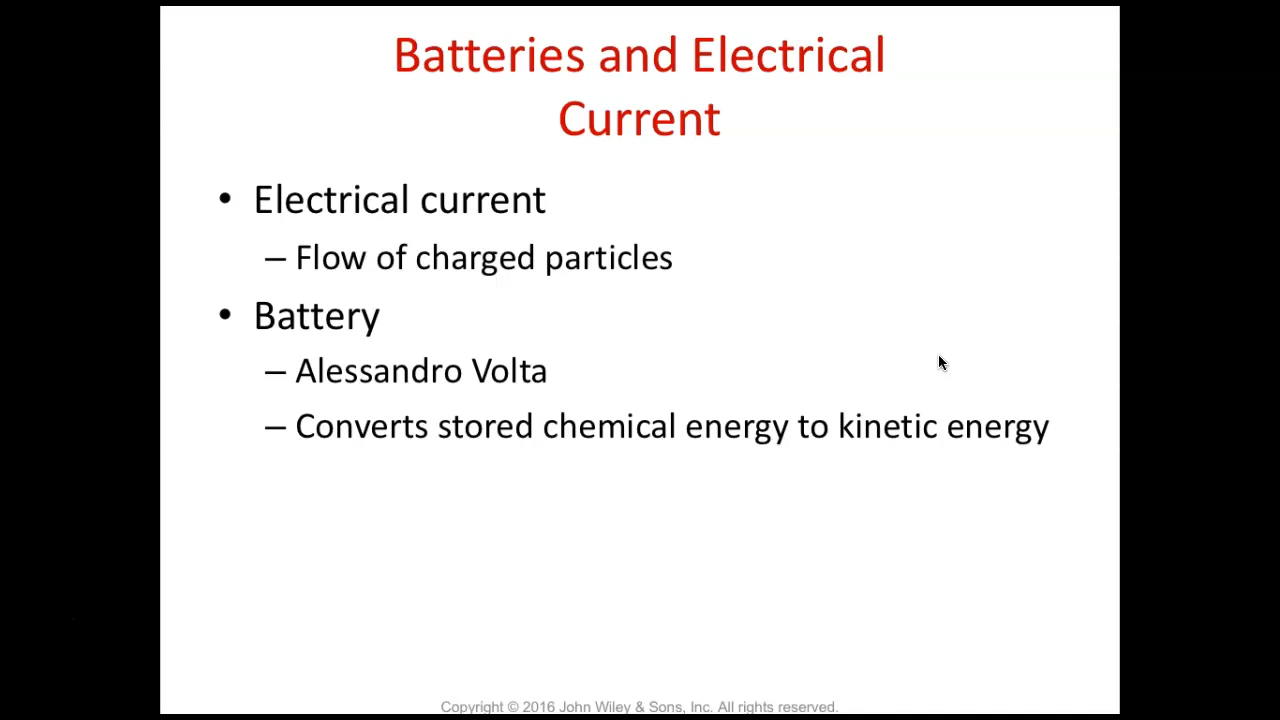 Batteries and Electrical
Current
• Electrical current
– Flow of charged particles
• Battery
– Alessandro Volta
– Converts stored chemical energy to kinetic energy
Copyright © 2016 John Wiley & Sons, Inc. All rights reserved.